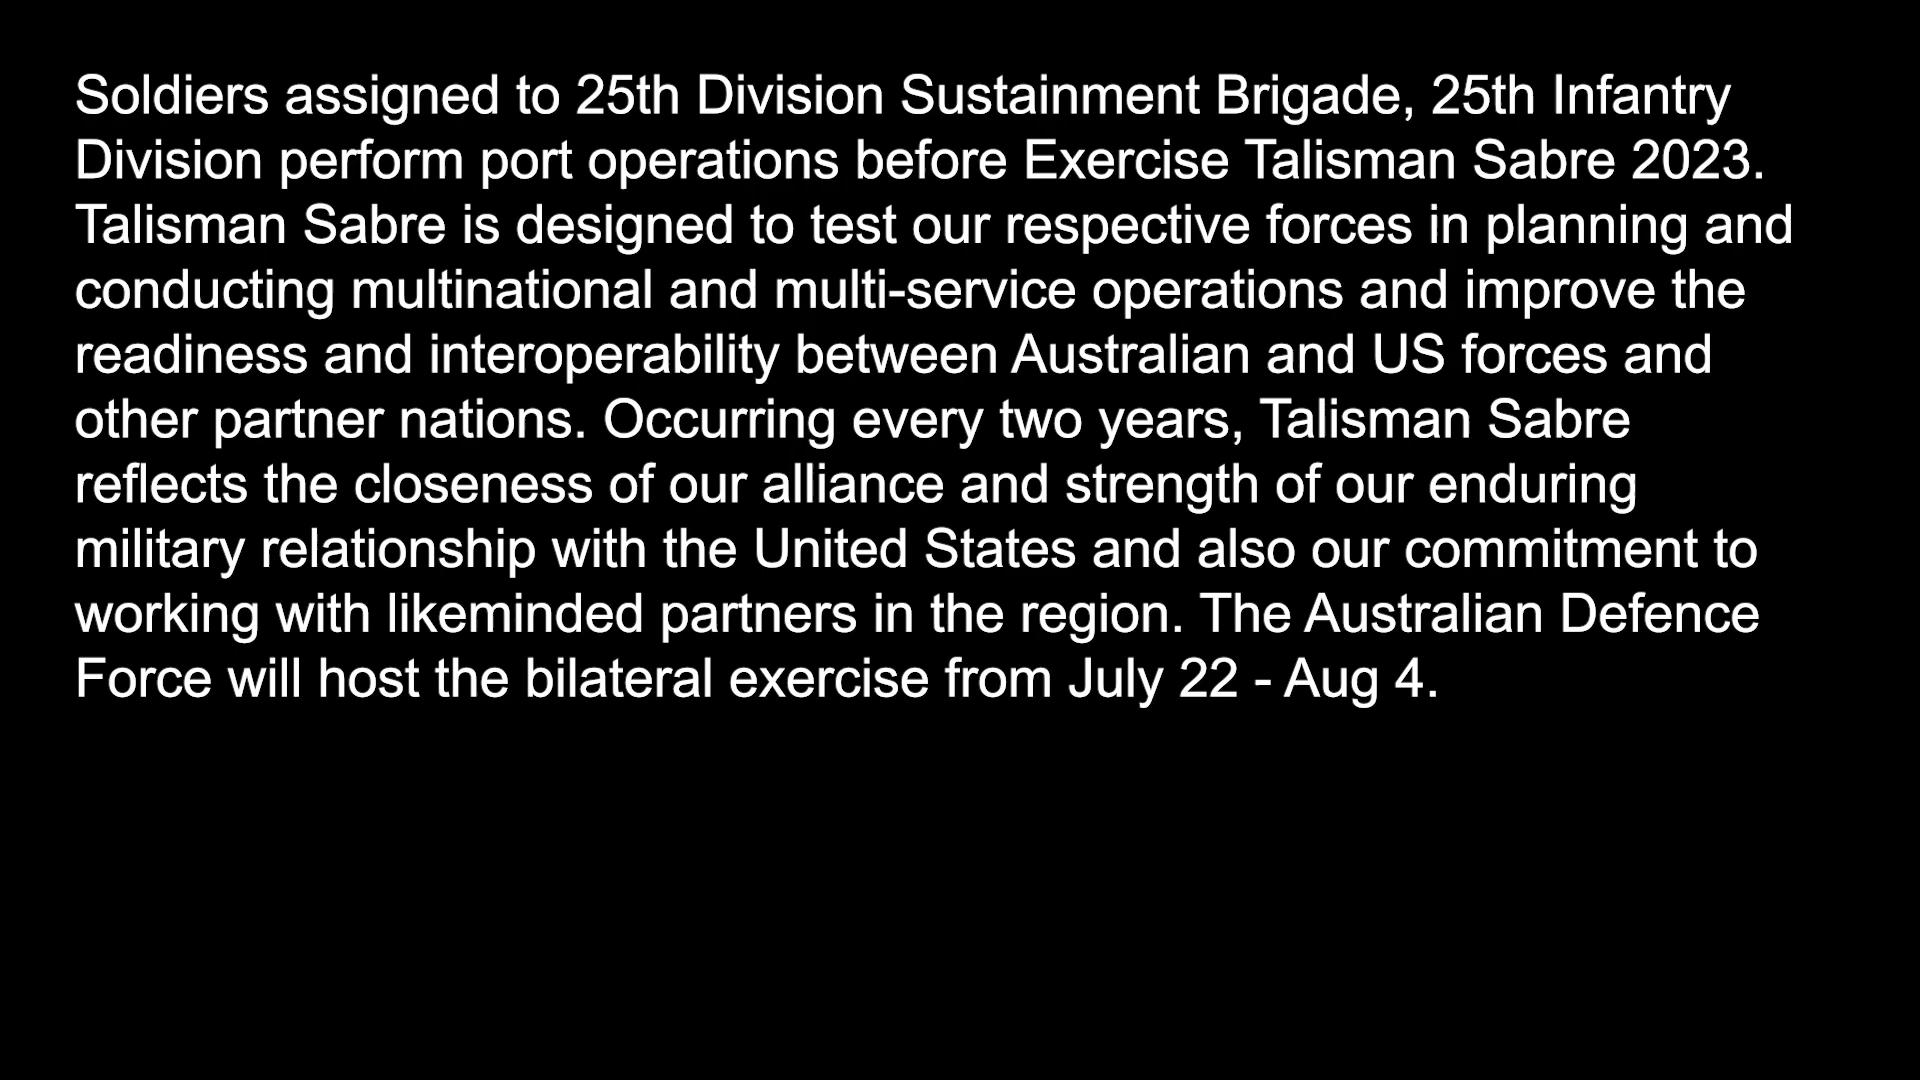 Soldiers assigned to 25th Division Sustainment Brigade, 25th Infantry
Division perform port operations before Exercise Talisman Sabre 2023.
Talisman Sabre is designed to test our respective forces in planning and
conducting multinational and multi-service operations and improve the
readiness and interoperability between Australian and US forces and
other partner nations. Occurring every two years, Talisman Sabre
reflects the closeness of our alliance and strength of our enduring
military relationship with the United States and also our commitment to
working with likeminded partners in the region. The Australian Defence
Force will host the bilateral exercise from July 22 - Aug 4.